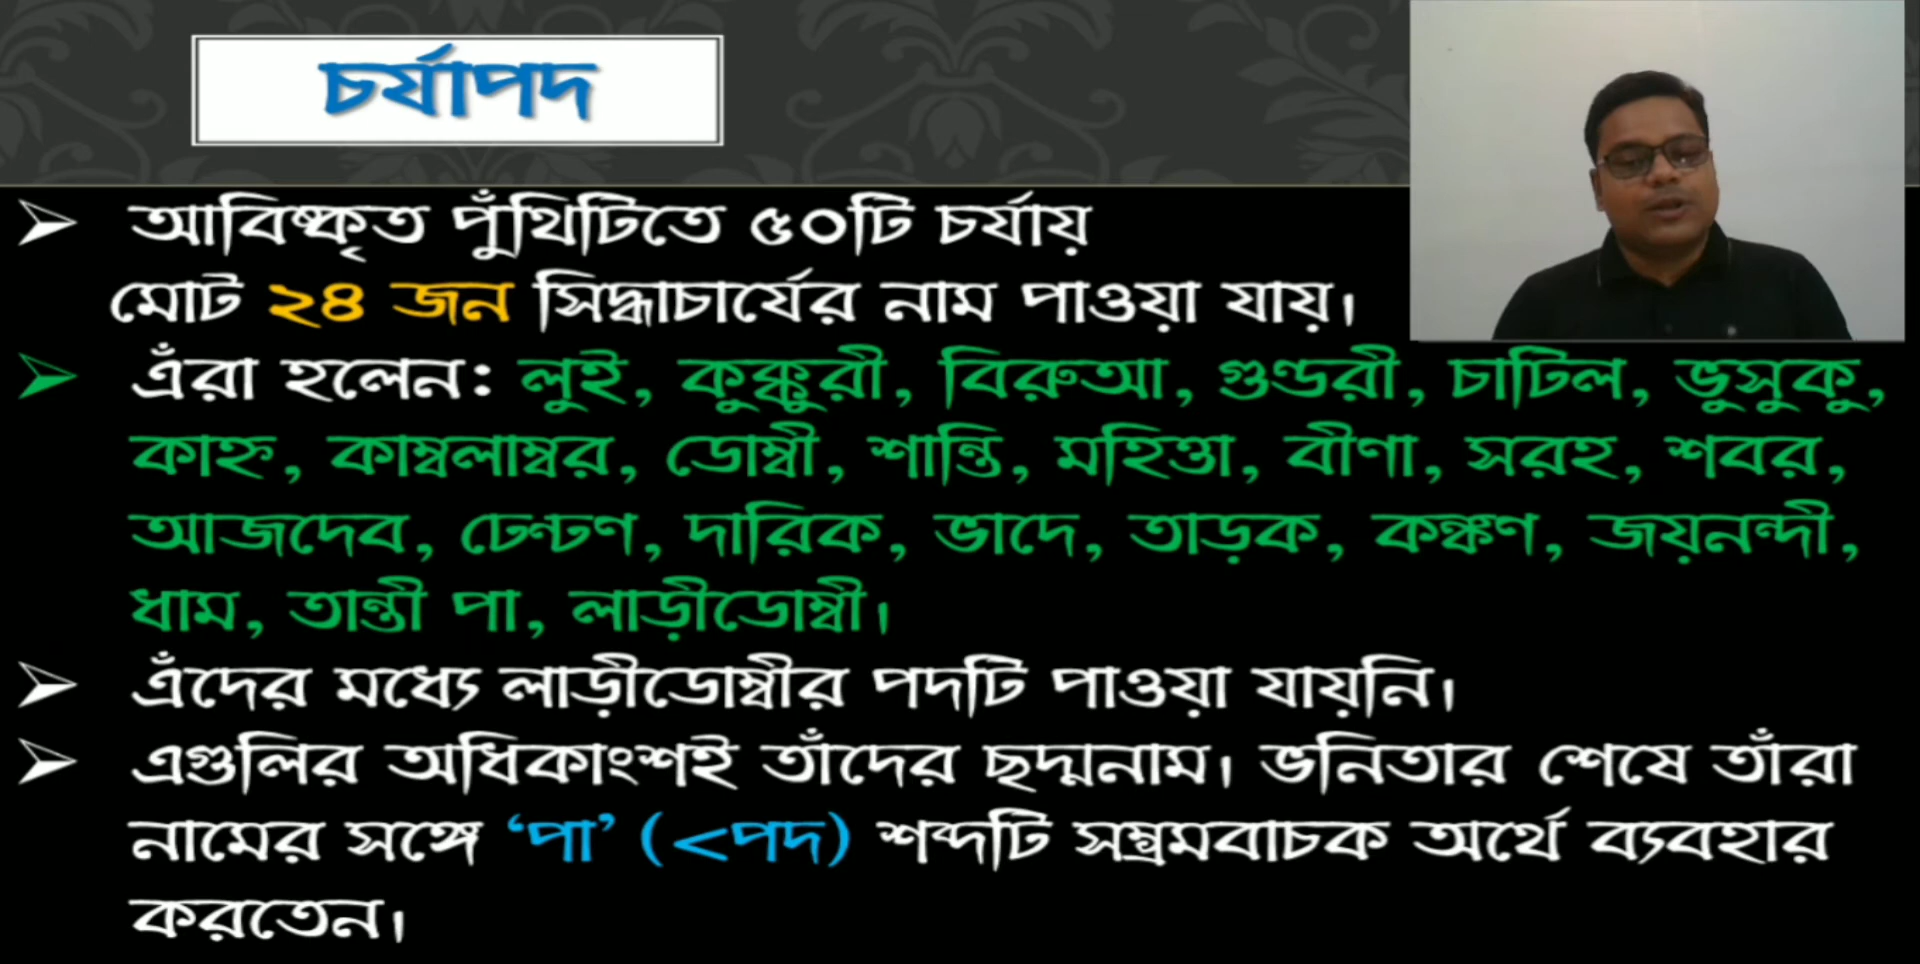 চর্যাপদ
আবিষ্কৃত পুঁথিটিতে ৫০টি চর্যায়
মোট ২৪ জন সিদ্ধাচার্যের নাম পাওয়া যায়।
এঁরা হলেন: লুই, কুক্কুরী, বিরুআ, গুণ্ডরী, চাটিল, ভুসুকু,
কাহ্ন, কাম্বলাম্বর, ডোম্বী, শান্তি, মহিত্তা, বীণা, সরহ, শবর,
আজদেব, ঢেণ্ঢণ, দারিক, ভাদে, তাড়ক, কঙ্কণ, জয়নন্দী,
ধাম, তান্তী পা, লাড়ীডোম্বী।
এঁদের মধ্যে লাড়ীডোম্বীর পদটি পাওয়া যায়নি।
এগুলির অধিকাংশই তাঁদের ছদ্মনাম। ভনিতার শেষে তাঁরা
নামের সঙ্গে ‘পা’ (<পদ) শব্দটি সম্ভ্রমবাচক অর্থে ব্যবহার
করতেন।